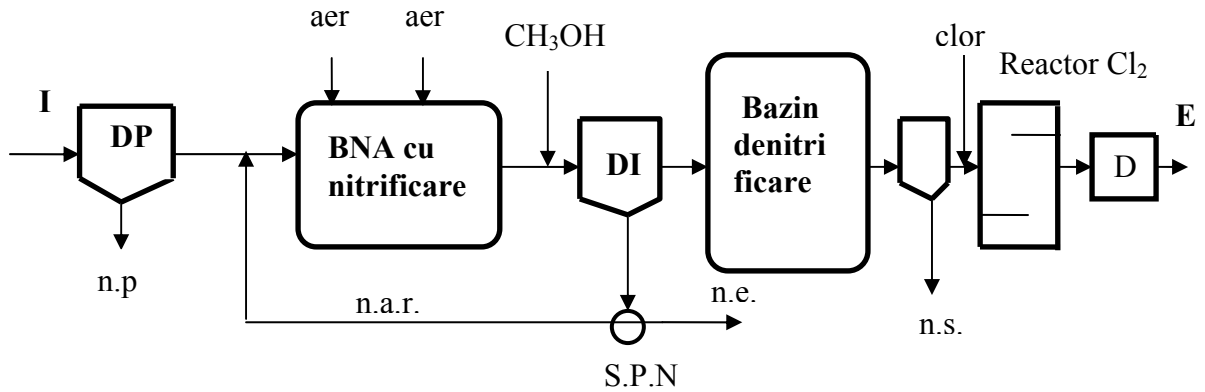 aer
aer
CH₃OH
clor
Reactor Cl₂
I
DP
BNA cu
nitrificare
DI
Bazin
denitri
ficare
D
E
n.p
n.a.r.
n.e.
n.s.
S.P.N